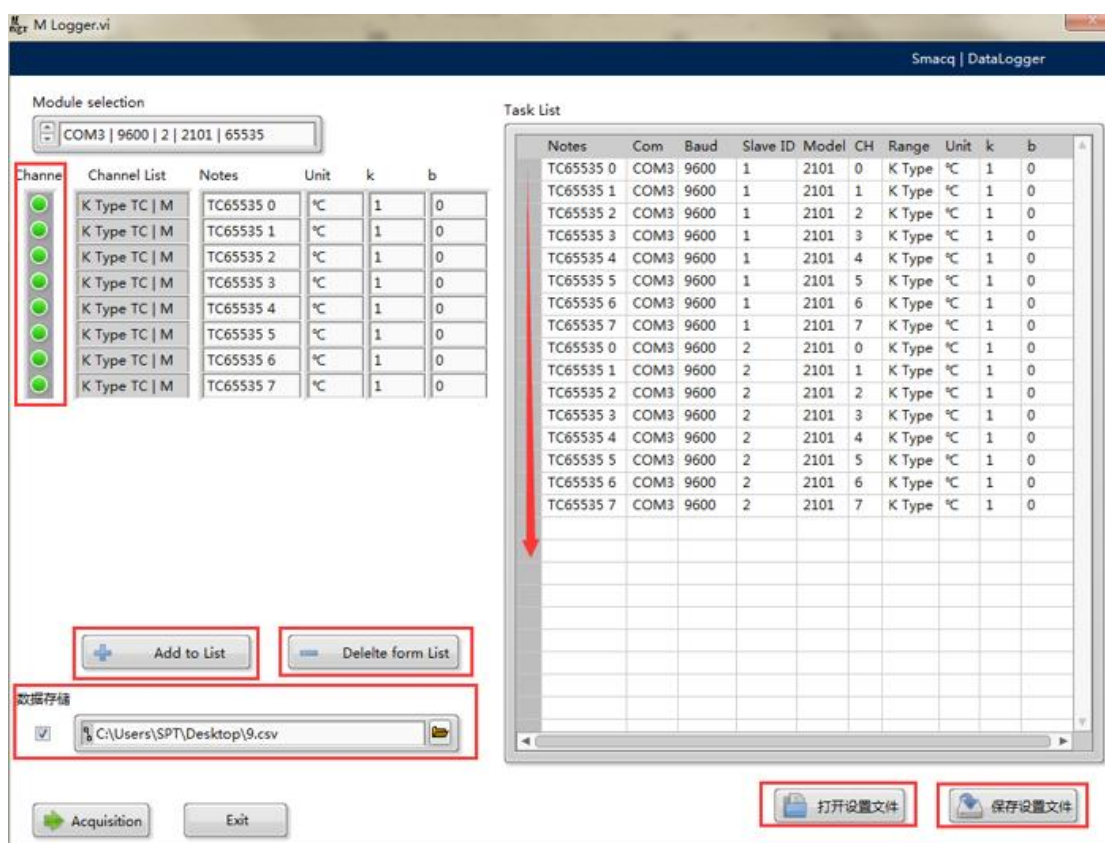 M Logger.vi
Smacq | DataLogger
Module selection
COM3 | 9600 | 2 | 2101 | 65535
Channe Channel List Notes Unit k b
K Type TC | M TC65535 0 ℃ 1 0
K Type TC | M TC65535 1 ℃ 1 0
K Type TC | M TC65535 2 ℃ 1 0
K Type TC | M TC65535 3 ℃ 1 0
K Type TC | M TC65535 4 ℃ 1 0
K Type TC | M TC65535 5 ℃ 1 0
K Type TC | M TC65535 6 ℃ 1 0
K Type TC | M TC65535 7 ℃ 1 0
Add to List
Delelte form List
数据存储
C:\Users\SPT\Desktop\9.csv
Acquisition
Exit
Task List
Notes Com Baud Slave ID Model CH Range Unit k b
TC65535 0 COM3 9600 1 2101 0 K Type ℃ 1 0
TC65535 1 COM3 9600 1 2101 1 K Type ℃ 1 0
TC65535 2 COM3 9600 1 2101 2 K Type ℃ 1 0
TC65535 3 COM3 9600 1 2101 3 K Type ℃ 1 0
TC65535 4 COM3 9600 1 2101 4 K Type ℃ 1 0
TC65535 5 COM3 9600 1 2101 5 K Type ℃ 1 0
TC65535 6 COM3 9600 1 2101 6 K Type ℃ 1 0
TC65535 7 COM3 9600 1 2101 7 K Type ℃ 1 0
TC65535 0 COM3 9600 2 2101 0 K Type ℃ 1 0
TC65535 1 COM3 9600 2 2101 1 K Type ℃ 1 0
TC65535 2 COM3 9600 2 2101 2 K Type ℃ 1 0
TC65535 3 COM3 9600 2 2101 3 K Type ℃ 1 0
TC65535 4 COM3 9600 2 2101 4 K Type ℃ 1 0
TC65535 5 COM3 9600 2 2101 5 K Type ℃ 1 0
TC65535 6 COM3 9600 2 2101 6 K Type ℃ 1 0
TC65535 7 COM3 9600 2 2101 7 K Type ℃ 1 0
打开设置文件
保存设置文件